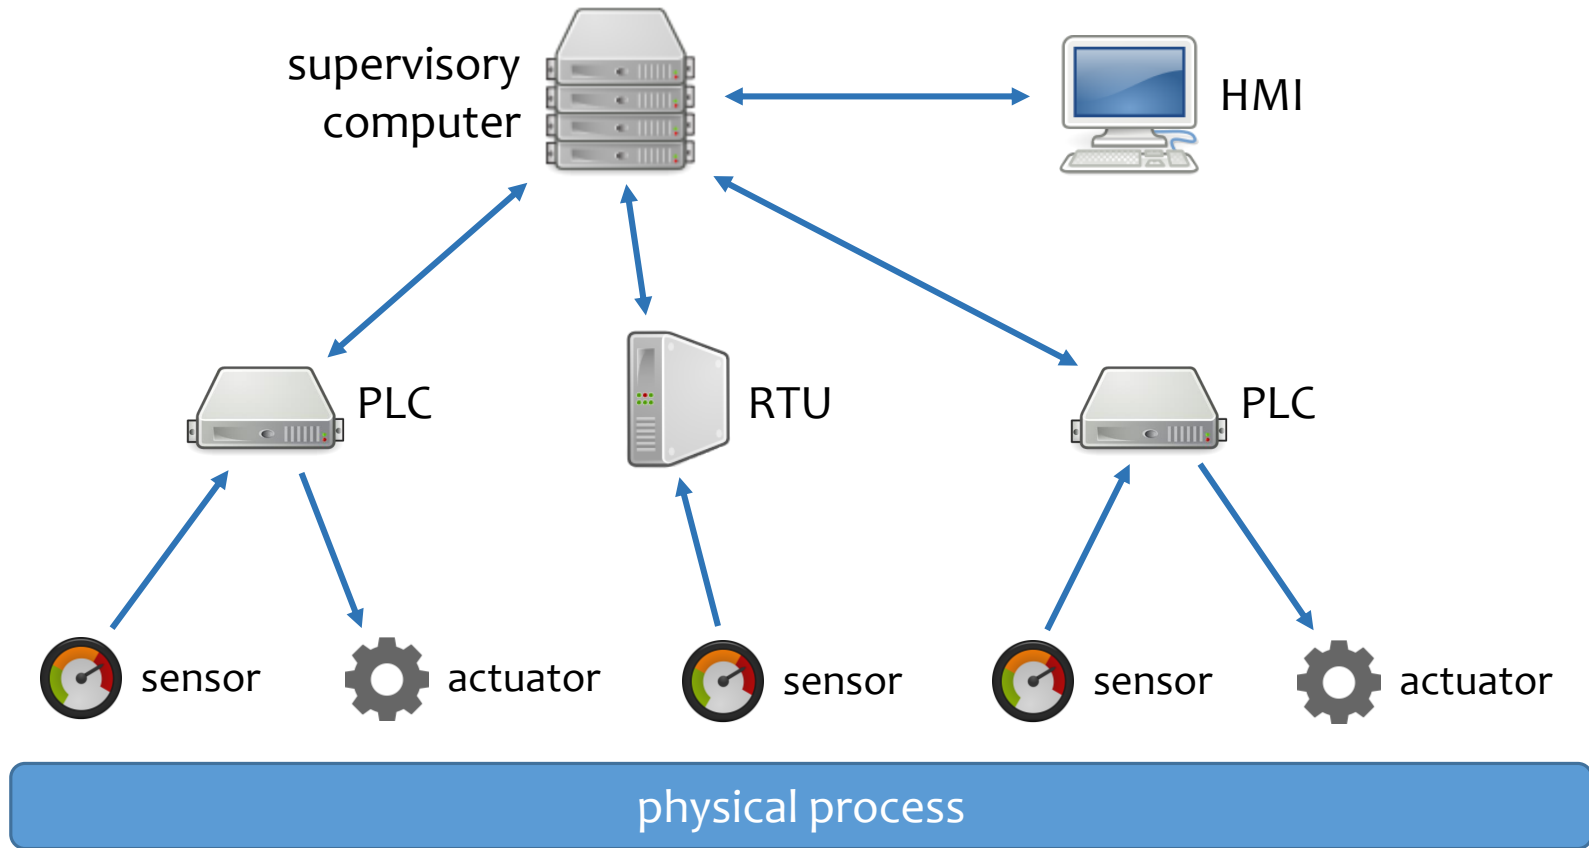 supervisory
computer
HMI
PLC
RTU
PLC
sensor
actuator
sensor
sensor
actuator
physical process